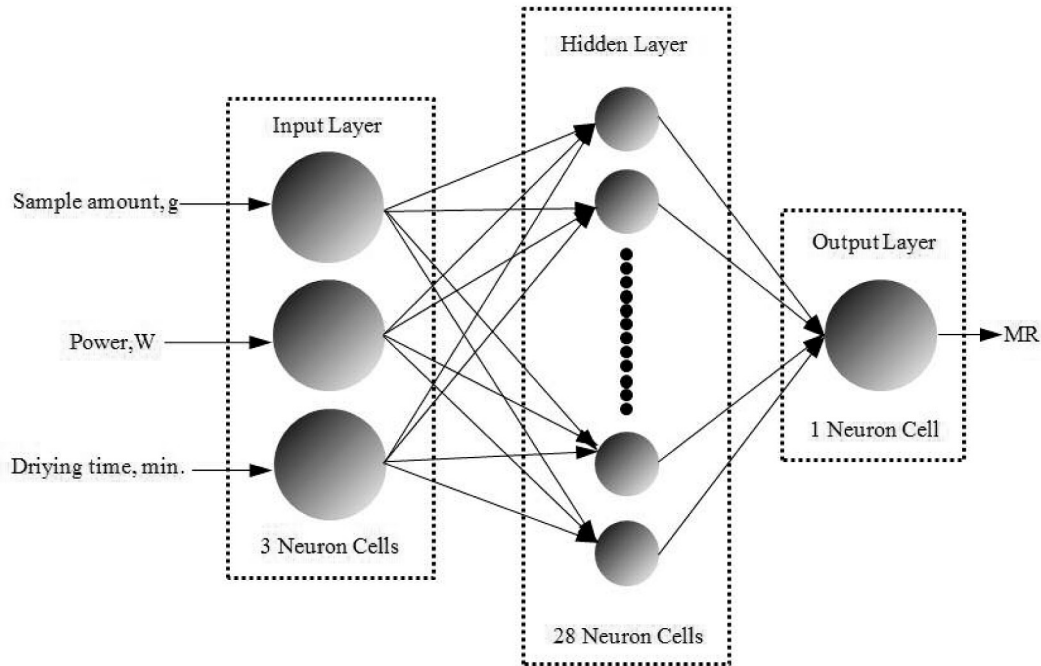 Hidden Layer
Input Layer
Sample amount, g
Output Layer
Power,W
MR
1 Neuron Cell
Driying time, min.
3 Neuron Cells
28 Neuron Cells